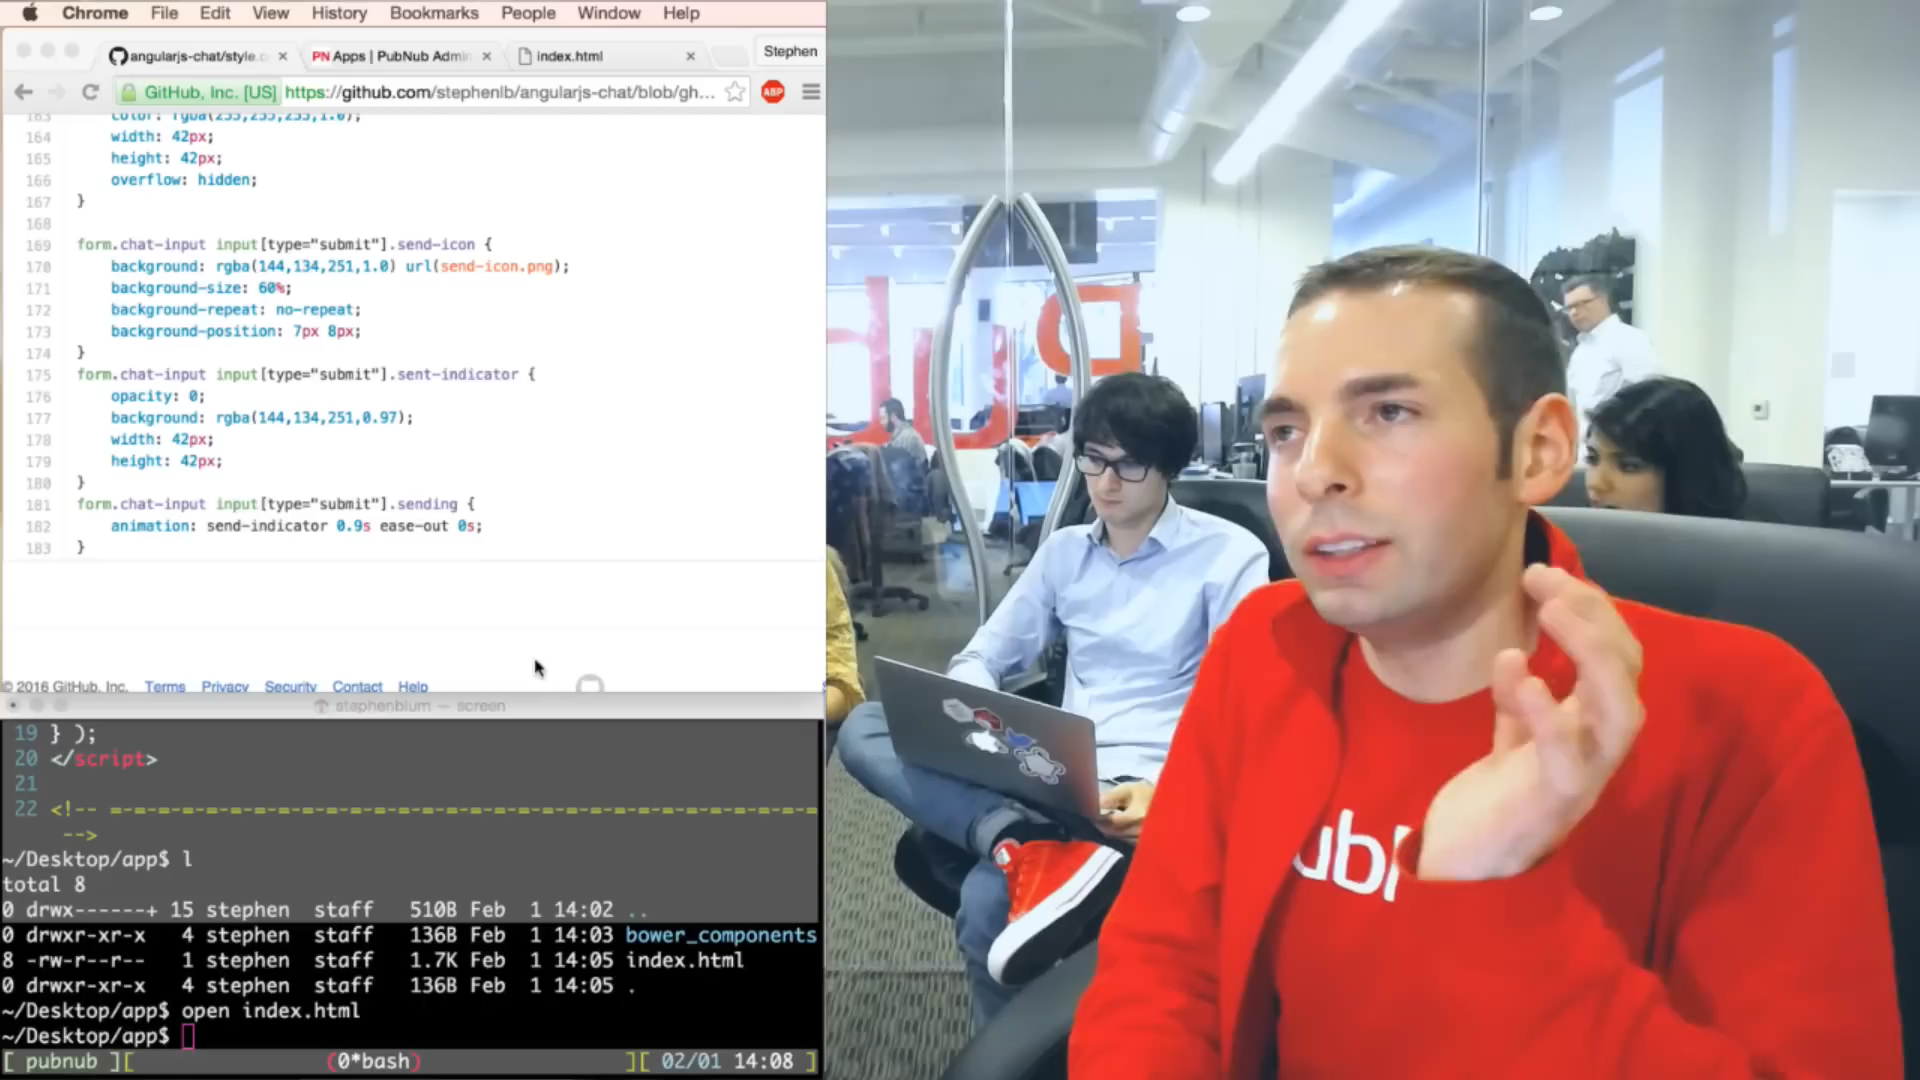 Chrome File Edit View History Bookmarks People Window Help
angularjs-chat/style.c PN Apps | PubNub Admin index.html Stephen
GitHub, Inc. [US] https://github.com/stephenlb/angularjs-chat/blob/gh... ABP
163 color: rgba(255,255,255,1.0);
164 width: 42px;
165 height: 42px;
166 overflow: hidden;
167 }
168
169 form.chat-input input[type="submit"].send-icon {
170 background: rgba(144,134,251,1.0) url(send-icon.png);
171 background-size: 60%;
172 background-repeat: no-repeat;
173 background-position: 7px 8px;
174 }
175 form.chat-input input[type="submit"].sent-indicator {
176 opacity: 0;
177 background: rgba(144,134,251,0.97);
178 width: 42px;
179 height: 42px;
180 }
181 form.chat-input input[type="submit"].sending {
182 animation: send-indicator 0.9s ease-out 0s;
183 }
© 2016 GitHub, Inc. Terms Privacy Security Contact Help
stephenblum — screen
19 } );
20 </script>
21
22 <!-- =-=-=-=-=-=-=-=-=-=-=-=-=-=-=-=-=-=-=-=-=-=-=-=-=-=-=-=-=
-->
~/Desktop/app$ l
total 8
0 drwx------+ 15 stephen staff 510B Feb 1 14:02 ..
0 drwxr-xr-x 4 stephen staff 136B Feb 1 14:03 bower_components
8 -rw-r--r-- 1 stephen staff 1.7K Feb 1 14:05 index.html
0 drwxr-xr-x 4 stephen staff 136B Feb 1 14:05 .
~/Desktop/app$ open index.html
~/Desktop/app$
[ pubnub ][ (0*bash) ][ 02/01 14:08 ]